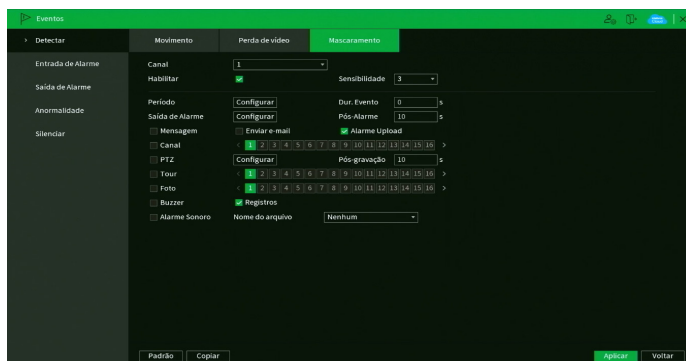 Eventos
Detectar
Entrada de Alarme
Saída de Alarme
Anormalidade
Silenciar
Movimento Perda de vídeo Mascaramento
Canal 1
Habilitar Sensibilidade 3
Período Configurar Dur. Evento 0 s
Saída de Alarme Configurar Pós-Alarme 10 s
Mensagem Enviar e-mail Alarme Upload
Canal < 1 2 3 4 5 6 7 8 9 10 11 12 13 14 15 16 >
PTZ Configurar Pós-gravação 10 s
Tour < 1 2 3 4 5 6 7 8 9 10 11 12 13 14 15 16 >
Foto < 1 2 3 4 5 6 7 8 9 10 11 12 13 14 15 16 >
Buzzer Registros
Alarme Sonoro Nome do arquivo Nenhum
Padrão Copiar Aplicar Voltar